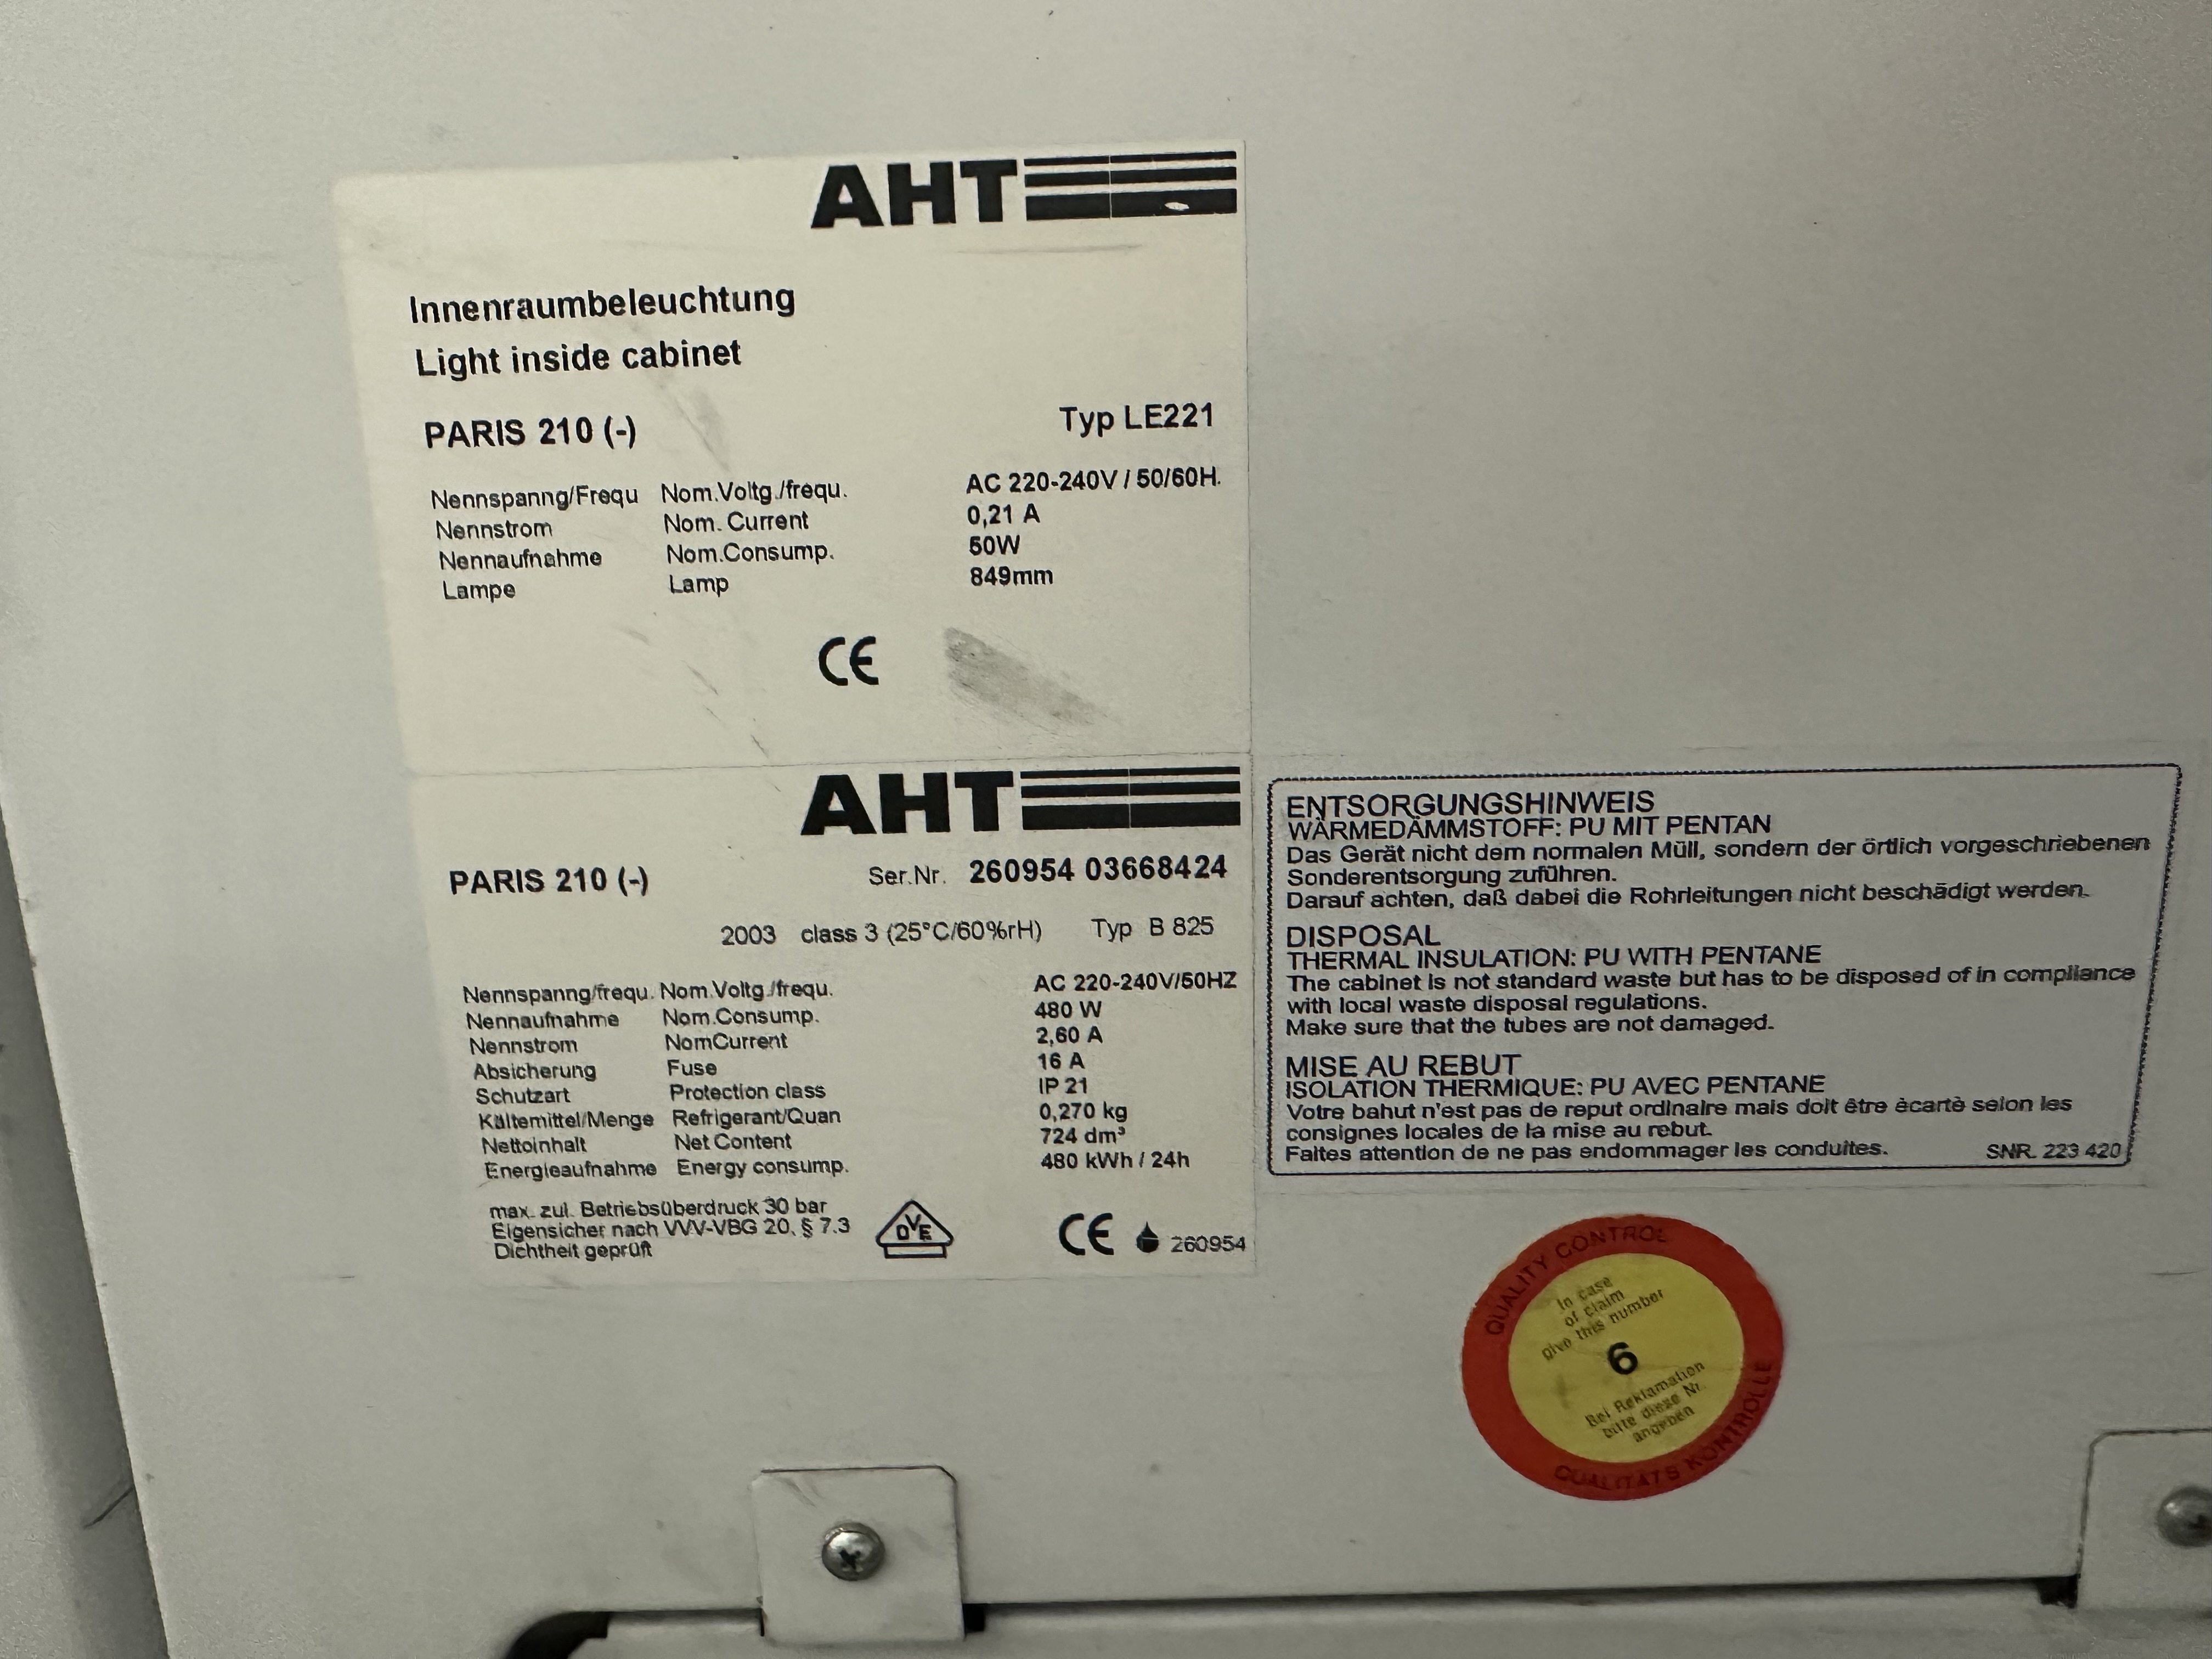 AHT
Innenraumbeleuchtung
Light inside cabinet
PARIS 210 (-) Typ LE221
Nennspanng/Frequ Nom.Voltg./frequ. AC 220-240V / 50/60H.
Nennstrom Nom. Current 0,21 A
Nennaufnahme Nom.Consump. 50W
Lampe Lamp 849mm
CE
AHT
PARIS 210 (-) Ser.Nr. 260954 03668424
2003 class 3 (25°C/60%rH) Typ B 825
Nennspanng/frequ. Nom.Voltg./frequ. AC 220-240V/50HZ
Nennaufnahme Nom.Consump. 480 W
Nennstrom NomCurrent 2,60 A
Absicherung Fuse 16 A
Schutzart Protection class IP 21
Kältemittel/Menge Refrigerant/Quan 0,270 kg
Nettoinhalt Net Content 724 dm³
Energieaufnahme Energy consump. 480 kWh / 24h
max. zul. Betriebsüberdruck 30 bar
Eigensicher nach VVV-VBG 20, § 7.3
Dichtheit geprüft
DVE
CE 260954
ENTSORGUNGSHINWEIS
WÄRMEDÄMMSTOFF: PU MIT PENTAN
Das Gerät nicht dem normalen Müll, sondern der örtlich vorgeschriebenen
Sonderentsorgung zuführen.
Darauf achten, daß dabei die Rohrleitungen nicht beschädigt werden.
DISPOSAL
THERMAL INSULATION: PU WITH PENTANE
The cabinet is not standard waste but has to be disposed of in compliance
with local waste disposal regulations.
Make sure that the tubes are not damaged.
MISE AU REBUT
ISOLATION THERMIQUE: PU AVEC PENTANE
Votre bahut n'est pas de reput ordinaire mais doit être ècartè selon les
consignes locales de la mise au rebut.
Faites attention de ne pas endommager les conduites. SNR. 223 420
QUALITY CONTROL
In case
of claim
give this number
6
Bei Reklamation
bitte diese Nr.
angeben
QUALITÄTS KONTROLLE